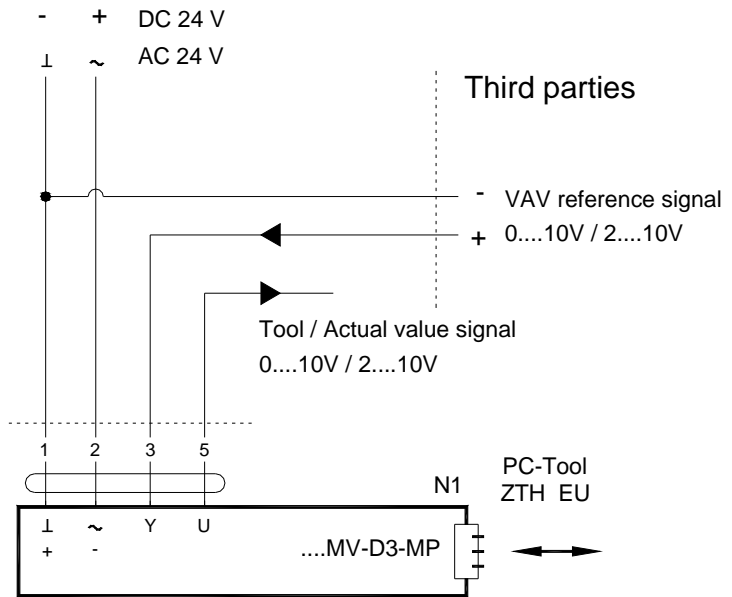 - + DC 24 V
⊥ ~ AC 24 V
Third parties
- VAV reference signal
+ 0....10V / 2....10V
Tool / Actual value signal
0....10V / 2....10V
1 2 3 5
N1
PC-Tool
ZTH EU
⊥ ~ Y U
+ -
....MV-D3-MP